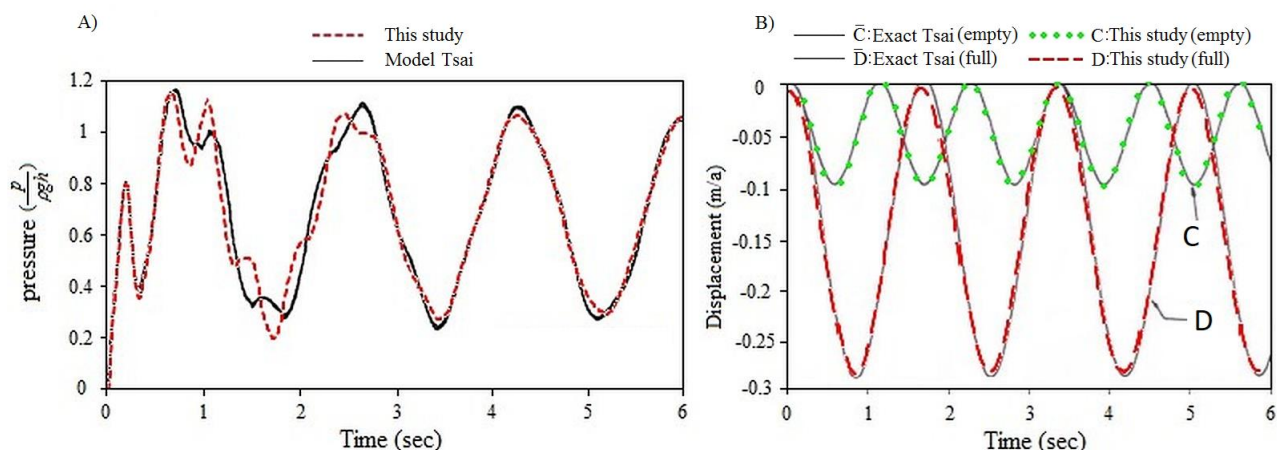 A)
This study
Model Tsai
pressure (p/ρgh)
1.2
1
0.8
0.6
0.4
0.2
0
0 1 2 3 4 5 6
Time (sec)
B)
C̄:Exact Tsai (empty) C:This study (empty)
D̄:Exact Tsai (full) D:This study (full)
Displacement (m/a)
0
-0.05
-0.1
-0.15
-0.2
-0.25
-0.3
C
D
0 1 2 3 4 5 6
Time (sec)